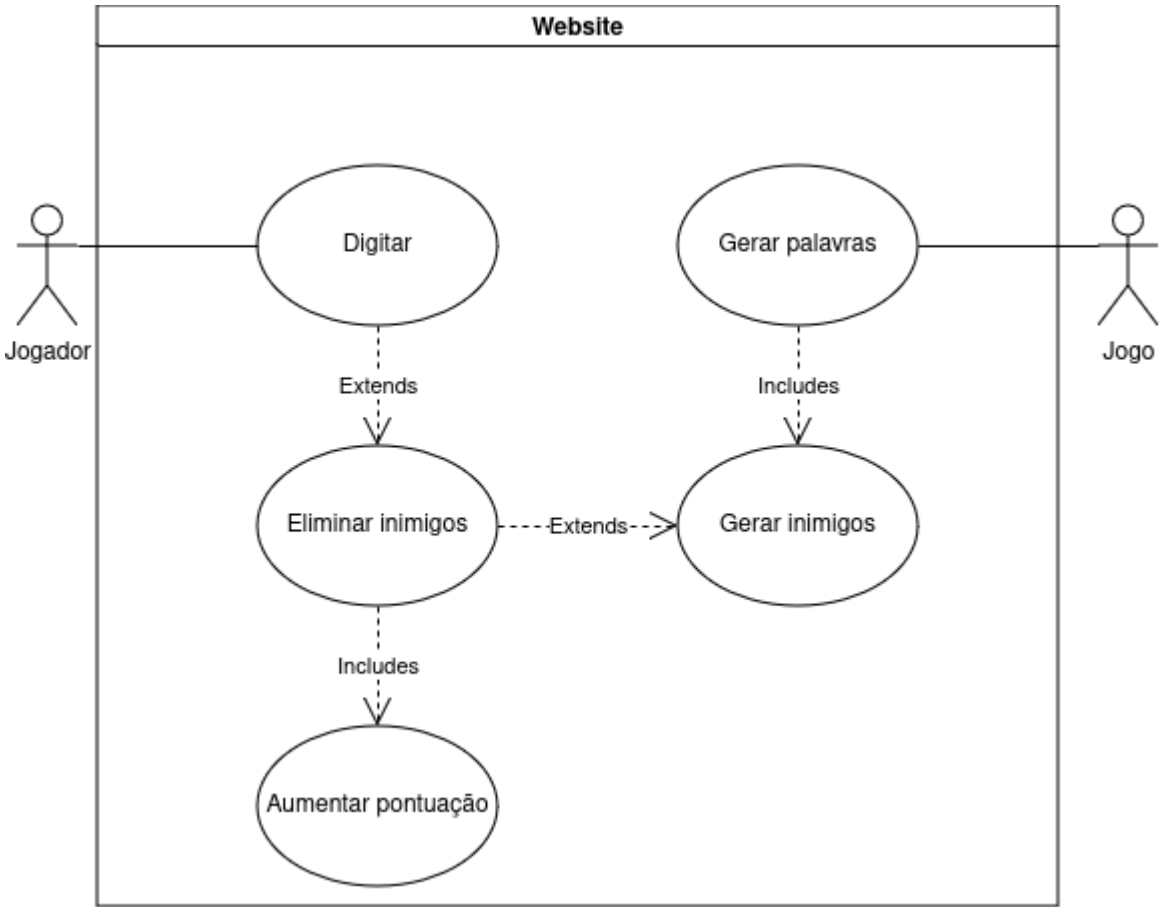 Website
Digitar
Gerar palavras
Jogador
Jogo
Extends
Includes
Eliminar inimigos
Extends
Gerar inimigos
Includes
Aumentar pontuação